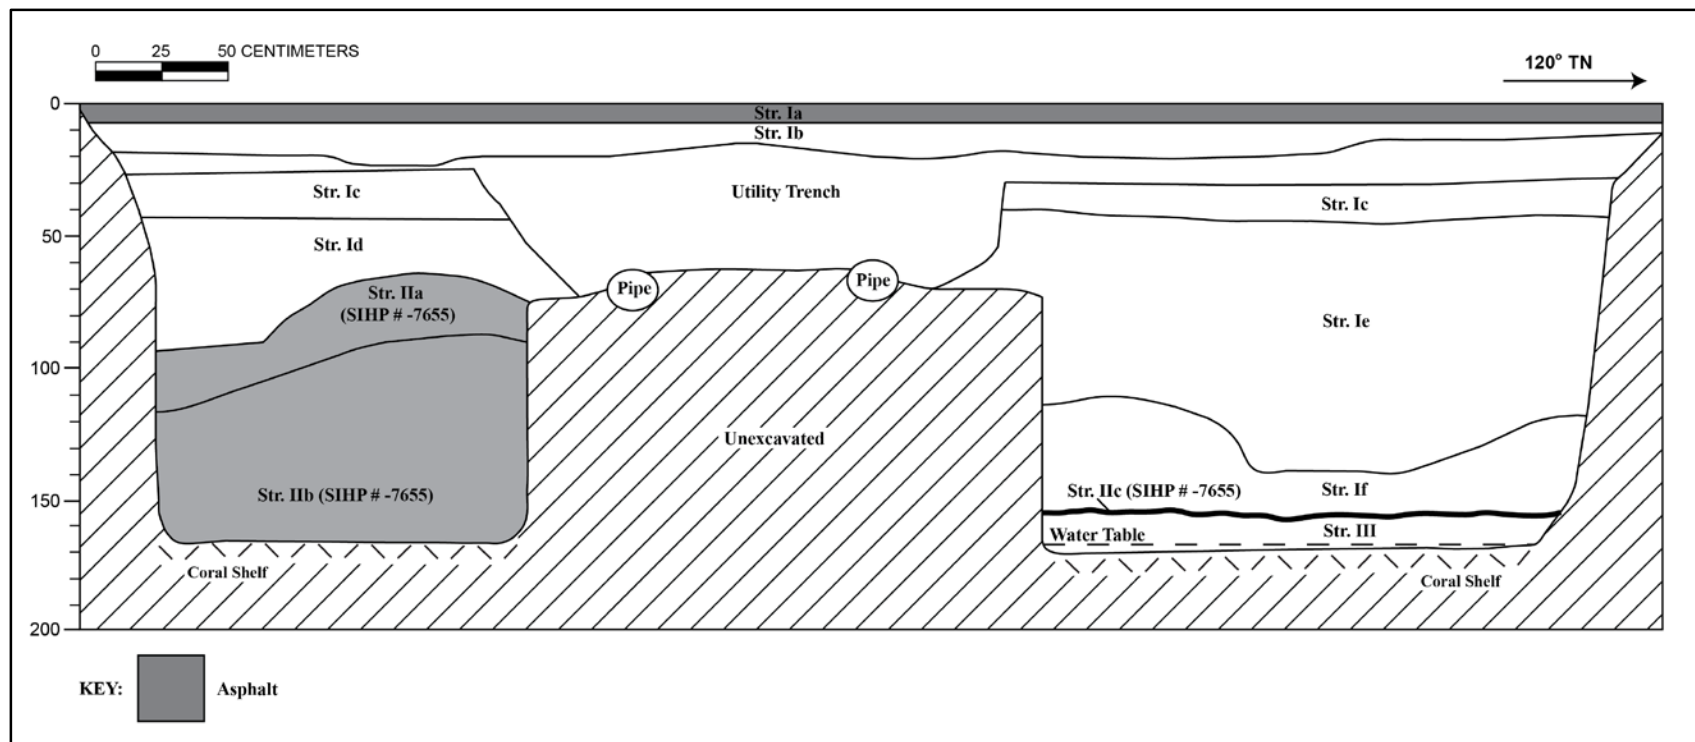 0 25 50 CENTIMETERS
120° TN
0
Str. Ia
Str. Ib
Str. Ic
Utility Trench
Str. Ic
50
Str. Id
Str. IIa
(SIHP # -7655)
Pipe
Pipe
Str. Ie
100
Unexcavated
Str. IIb (SIHP # -7655)
Str. IIc (SIHP # -7655)
Str. If
150
Water Table
Str. III
Coral Shelf
Coral Shelf
200
KEY:
Asphalt